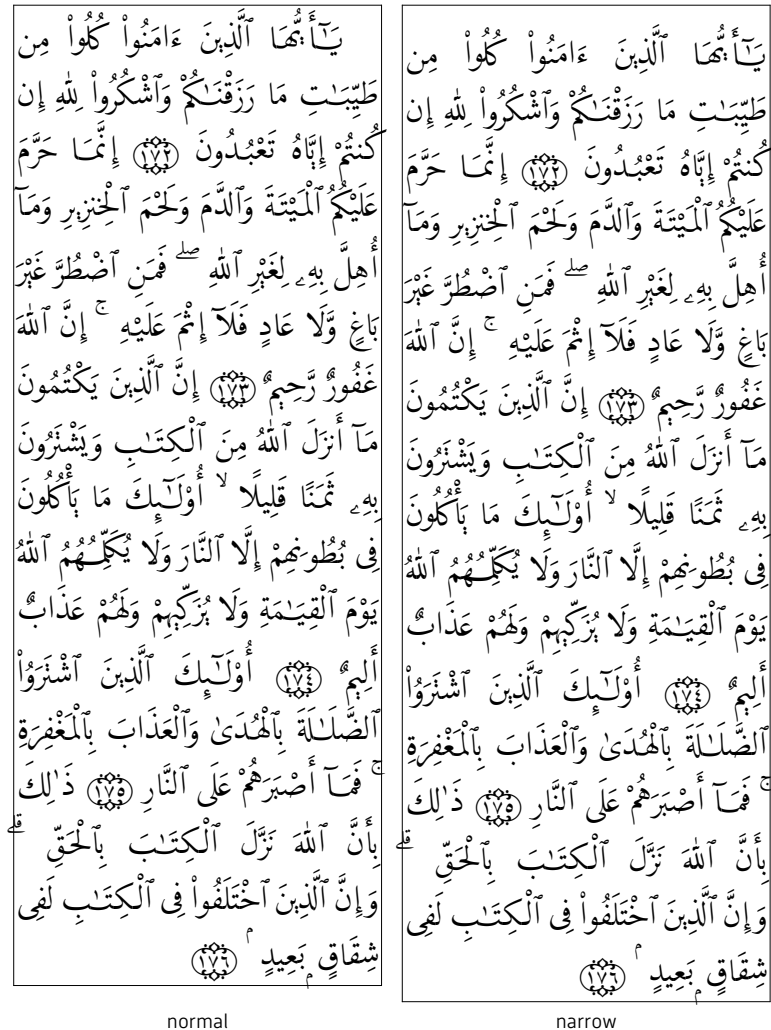 يَٰٓأَيُّهَا ٱلَّذِينَ ءَامَنُوا۟ كُلُوا۟ مِن
طَيِّبَٰتِ مَا رَزَقْنَٰكُمْ وَٱشْكُرُوا۟ لِلَّهِ إِن
كُنتُمْ إِيَّاهُ تَعْبُدُونَ ۝١٧٢ إِنَّمَا حَرَّمَ
عَلَيْكُمُ ٱلْمَيْتَةَ وَٱلدَّمَ وَلَحْمَ ٱلْخِنزِيرِ وَمَآ
أُهِلَّ بِهِۦ لِغَيْرِ ٱللَّهِ ۖ فَمَنِ ٱضْطُرَّ غَيْرَ
بَاغٍ وَّلَا عَادٍ فَلَآ إِثْمَ عَلَيْهِ ۚ إِنَّ ٱللَّهَ
غَفُورٌ رَّحِيمٌ ۝١٧٣ إِنَّ ٱلَّذِينَ يَكْتُمُونَ
مَآ أَنزَلَ ٱللَّهُ مِنَ ٱلْكِتَٰبِ وَيَشْتَرُونَ
بِهِۦ ثَمَنًا قَلِيلًا ۙ أُو۟لَٰٓئِكَ مَا يَأْكُلُونَ
فِى بُطُونِهِمْ إِلَّا ٱلنَّارَ وَلَا يُكَلِّمُهُمُ ٱللَّهُ
يَوْمَ ٱلْقِيَٰمَةِ وَلَا يُزَكِّيهِمْ وَلَهُمْ عَذَابٌ
أَلِيمٌ ۝١٧٤ أُو۟لَٰٓئِكَ ٱلَّذِينَ ٱشْتَرَوُا۟
ٱلضَّلَٰلَةَ بِٱلْهُدَىٰ وَٱلْعَذَابَ بِٱلْمَغْفِرَةِ
ۚ فَمَآ أَصْبَرَهُمْ عَلَى ٱلنَّارِ ۝١٧٥ ذَٰلِكَ
بِأَنَّ ٱللَّهَ نَزَّلَ ٱلْكِتَٰبَ بِٱلْحَقِّ ۗ
وَإِنَّ ٱلَّذِينَ ٱخْتَلَفُوا۟ فِى ٱلْكِتَٰبِ لَفِى
شِقَاقٍۭ بَعِيدٍ ۝١٧٦
normal
يَٰٓأَيُّهَا ٱلَّذِينَ ءَامَنُوا۟ كُلُوا۟ مِن
طَيِّبَٰتِ مَا رَزَقْنَٰكُمْ وَٱشْكُرُوا۟ لِلَّهِ إِن
كُنتُمْ إِيَّاهُ تَعْبُدُونَ ۝١٧٢ إِنَّمَا حَرَّمَ
عَلَيْكُمُ ٱلْمَيْتَةَ وَٱلدَّمَ وَلَحْمَ ٱلْخِنزِيرِ وَمَآ
أُهِلَّ بِهِۦ لِغَيْرِ ٱللَّهِ ۖ فَمَنِ ٱضْطُرَّ غَيْرَ
بَاغٍ وَّلَا عَادٍ فَلَآ إِثْمَ عَلَيْهِ ۚ إِنَّ ٱللَّهَ
غَفُورٌ رَّحِيمٌ ۝١٧٣ إِنَّ ٱلَّذِينَ يَكْتُمُونَ
مَآ أَنزَلَ ٱللَّهُ مِنَ ٱلْكِتَٰبِ وَيَشْتَرُونَ
بِهِۦ ثَمَنًا قَلِيلًا ۙ أُو۟لَٰٓئِكَ مَا يَأْكُلُونَ
فِى بُطُونِهِمْ إِلَّا ٱلنَّارَ وَلَا يُكَلِّمُهُمُ ٱللَّهُ
يَوْمَ ٱلْقِيَٰمَةِ وَلَا يُزَكِّيهِمْ وَلَهُمْ عَذَابٌ
أَلِيمٌ ۝١٧٤ أُو۟لَٰٓئِكَ ٱلَّذِينَ ٱشْتَرَوُا۟
ٱلضَّلَٰلَةَ بِٱلْهُدَىٰ وَٱلْعَذَابَ بِٱلْمَغْفِرَةِ
ۚ فَمَآ أَصْبَرَهُمْ عَلَى ٱلنَّارِ ۝١٧٥ ذَٰلِكَ
بِأَنَّ ٱللَّهَ نَزَّلَ ٱلْكِتَٰبَ بِٱلْحَقِّ ۗ
وَإِنَّ ٱلَّذِينَ ٱخْتَلَفُوا۟ فِى ٱلْكِتَٰبِ لَفِى
شِقَاقٍۭ بَعِيدٍ ۝١٧٦
narrow